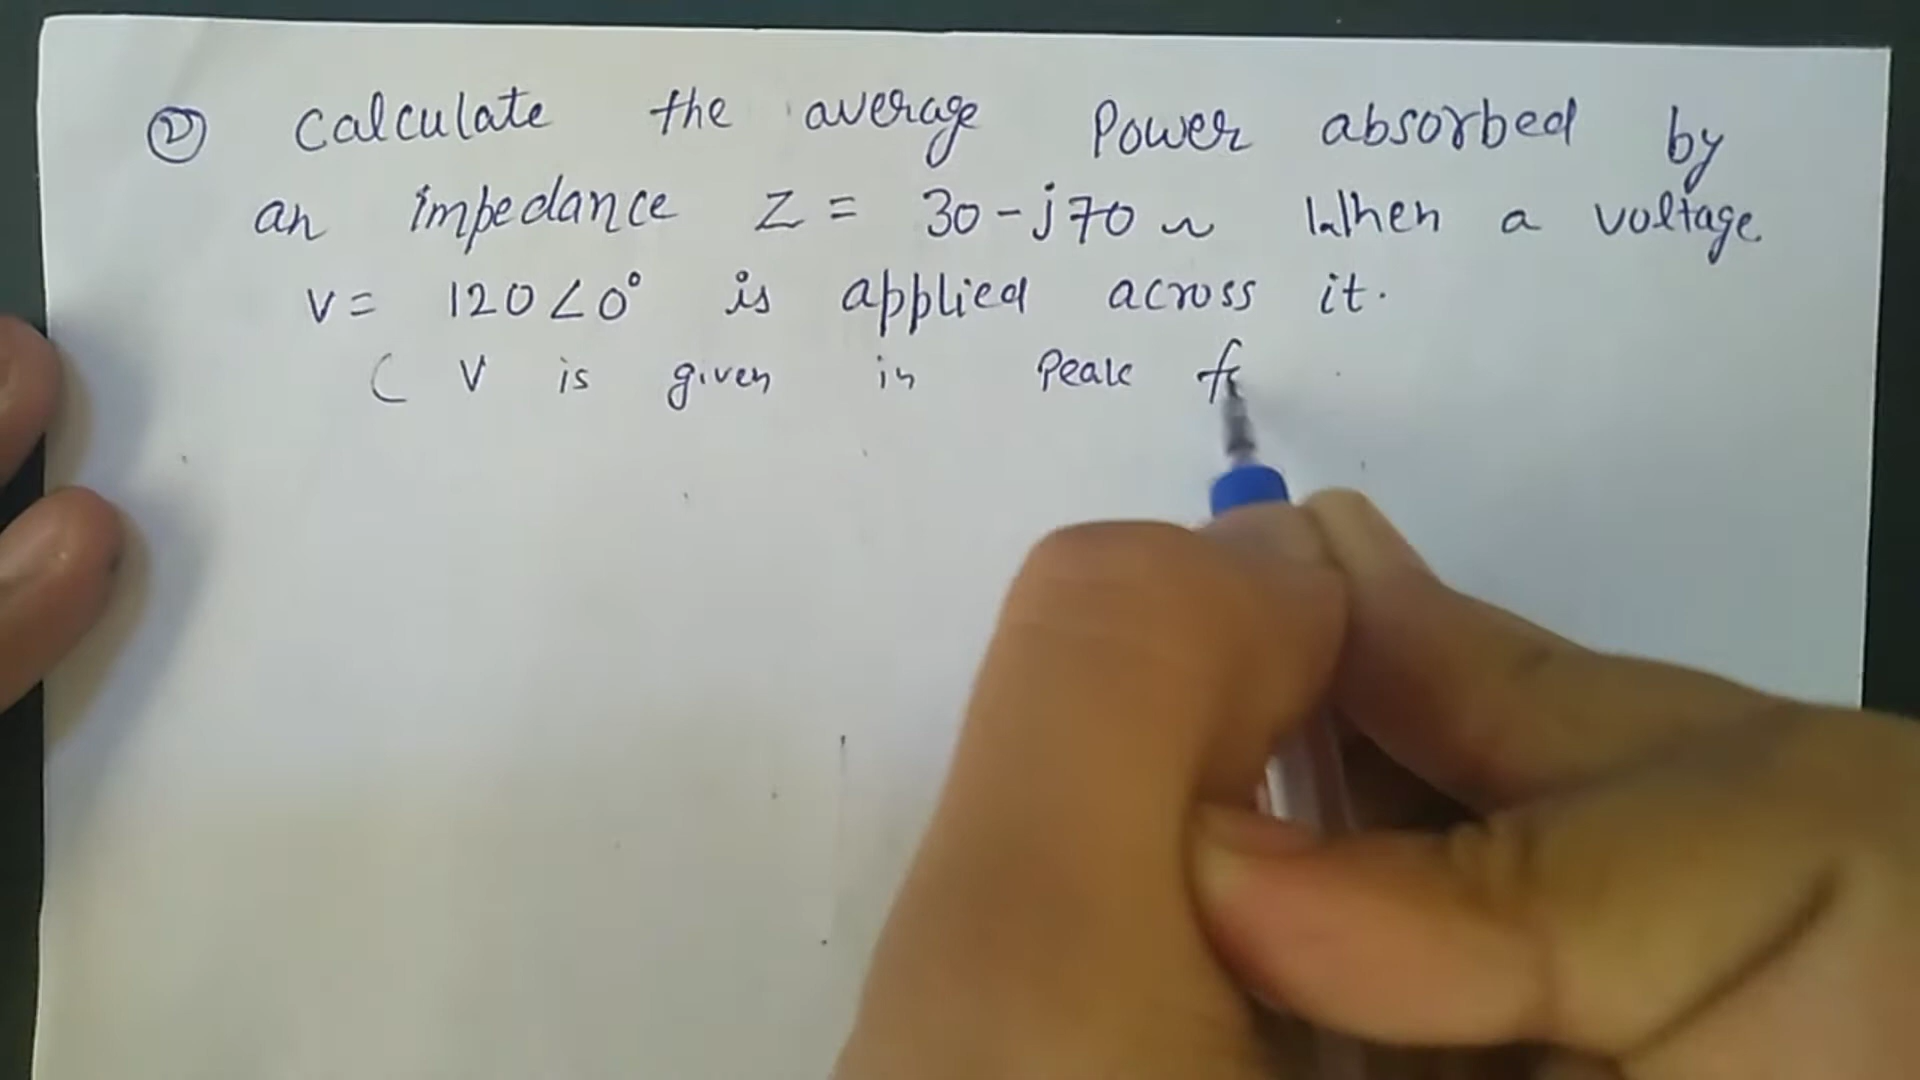 ② Calculate the average Power absorbed by
an impedance Z = 30-j70 Ω When a voltage
V = 120∠0° is applied across it.
( V is given in Peak